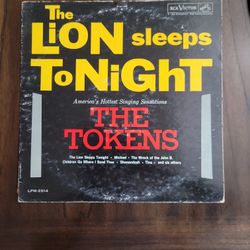 The
LiON sleeps
RCA VICTOR
TONiGHT
America's Hottest Singing Sensations
THE
TOKENS
The Lion Sleeps Tonight • Michael • The Wreck of the John B.
Children Go Where I Send Thee • Shenandoah • Tina • and six others
LPM-2514